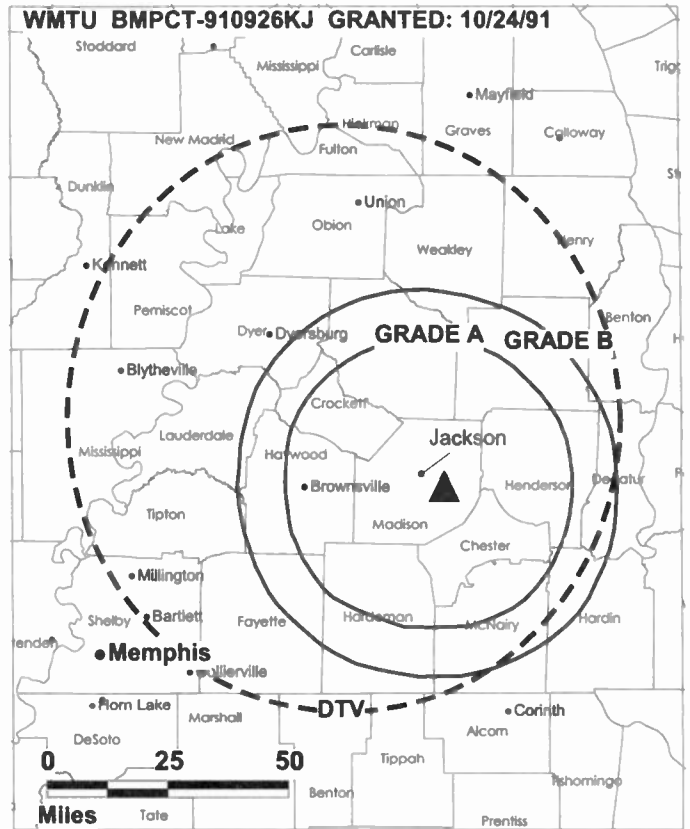 WMTU BMPCT-910926KJ GRANTED: 10/24/91
Stoddard
Carlisle
Mississippi
Mayfield
Hickman
New Madrid
Graves
Calloway
Fulton
Dunklin
Union
Lake
Obion
Weakley
Henry
Kennett
Pemiscot
Benton
Dyer
Dyersburg
GRADE A
GRADE B
Blytheville
Crockett
Lauderdale
Jackson
Mississippi
Haywood
Brownsville
Henderson
Decatur
Tipton
Madison
Chester
Millington
Shelby
Bartlett
Fayette
Hardeman
McNairy
Hardin
Memphis
Horn Lake
DTV
Corinth
Marshall
DeSoto
Alcorn
0 25 50
Tippah
Tishomingo
Benton
Miles
Tate
Prentiss